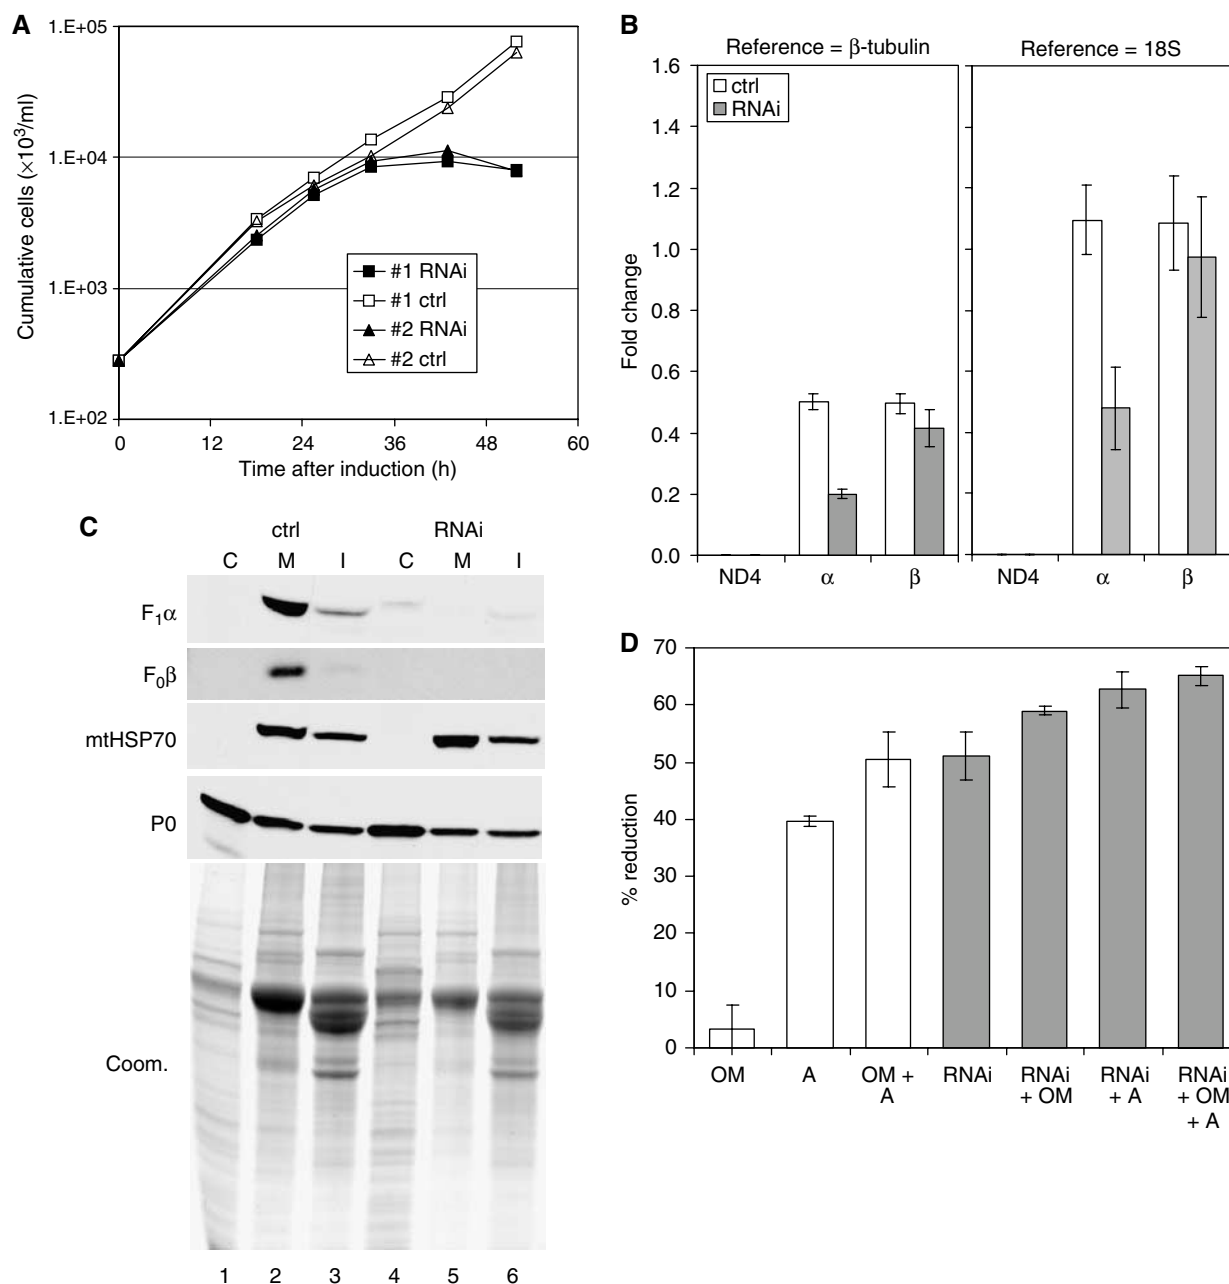 A
1.E+05
1.E+04
1.E+03
1.E+02
Cumulative cells (×10³/ml)
#1 RNAi
#1 ctrl
#2 RNAi
#2 ctrl
0 12 24 36 48 60
Time after induction (h)
B
Reference = β-tubulin
Reference = 18S
ctrl
RNAi
1.6
1.4
1.2
1.0
0.8
0.6
0.4
0.2
0.0
Fold change
ND4 α β
ND4 α β
C
ctrl RNAi
C M I C M I
F₁α
F₀β
mtHSP70
P0
Coom.
1 2 3 4 5 6
D
70
60
50
40
30
20
10
0
% reduction
OM A OM + RNAi RNAi RNAi RNAi
A + OM + A + OM
+ A